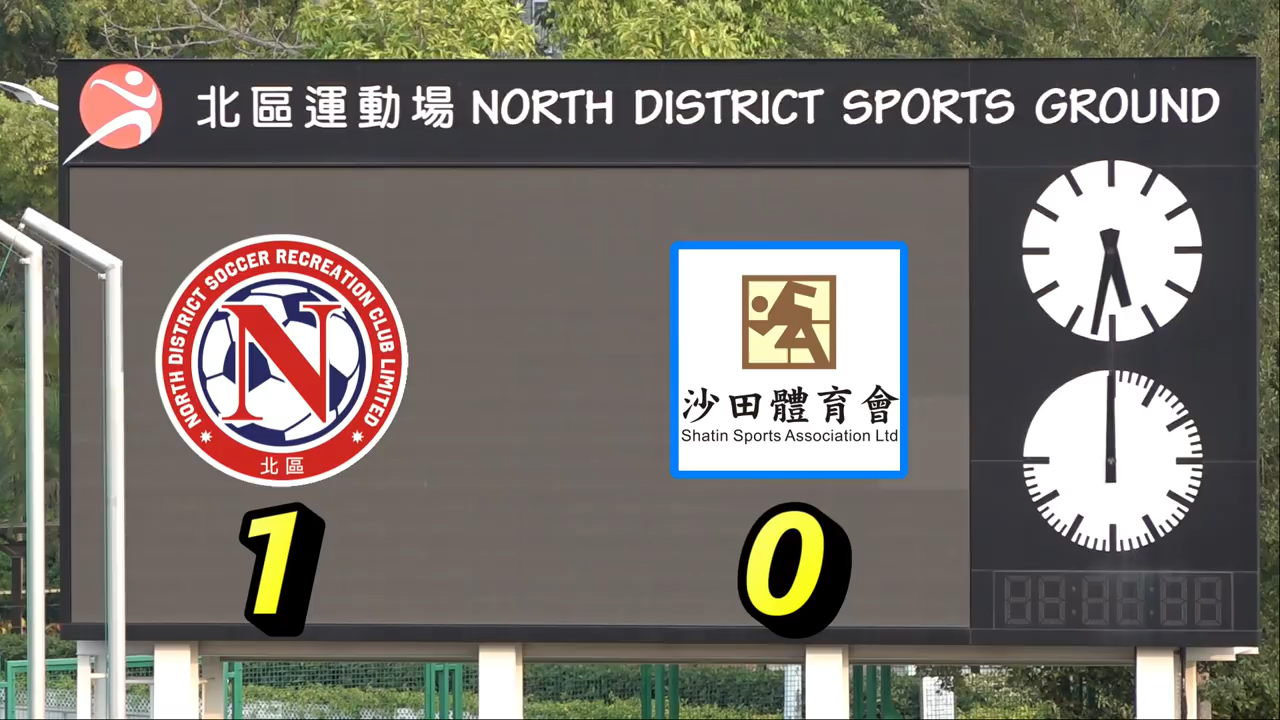 北區運動場 NORTH DISTRICT SPORTS GROUND
NORTH DISTRICT SOCCER RECREATION CLUB LIMITED
N
北區
沙田體育會
Shatin Sports Association Ltd
1
0